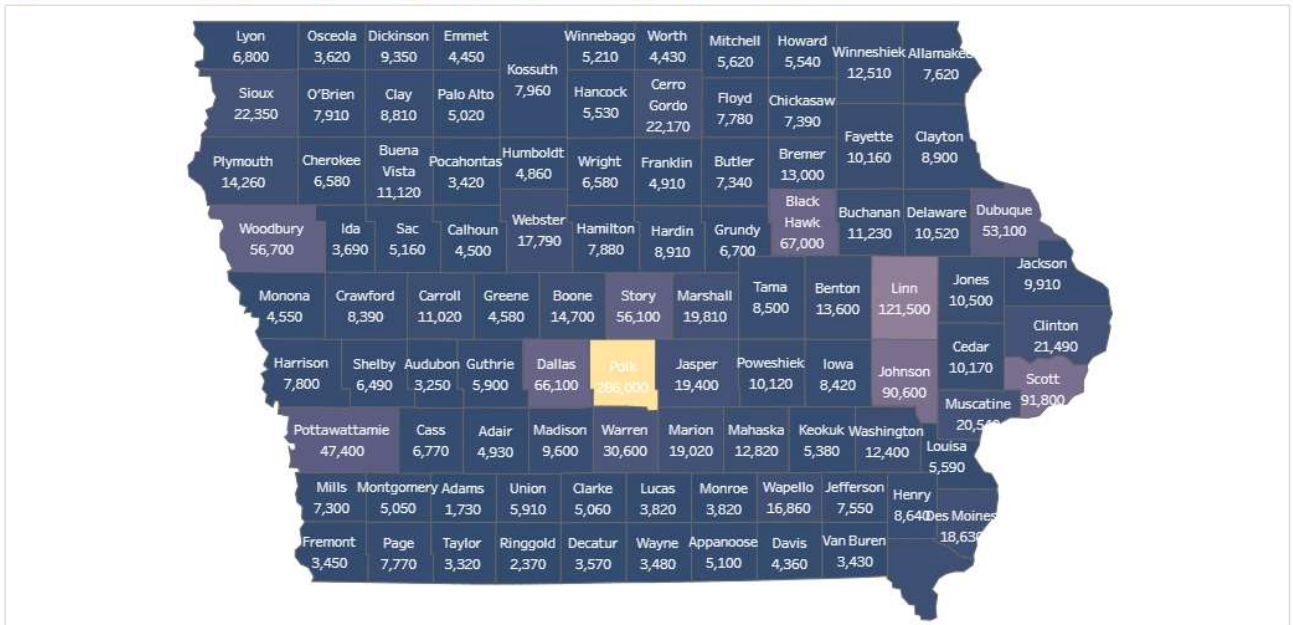 Lyon
6,800
Osceola
3,620
Dickinson
9,350
Emmet
4,450
Kossuth
7,960
Winnebago
5,210
Worth
4,430
Mitchell
5,620
Howard
5,540
Winneshiek
12,510
Allamakee
7,620
Sioux
22,350
O'Brien
7,910
Clay
8,810
Palo Alto
5,020
Hancock
5,530
Cerro
Gordo
22,170
Floyd
7,780
Chickasaw
7,390
Fayette
10,160
Clayton
8,900
Plymouth
14,260
Cherokee
6,580
Buena
Vista
11,120
Pocahontas
3,420
Humboldt
4,860
Wright
6,580
Franklin
4,910
Butler
7,340
Bremer
13,000
Woodbury
56,700
Ida
3,690
Sac
5,160
Calhoun
4,500
Webster
17,790
Hamilton
7,880
Hardin
8,910
Grundy
6,700
Black
Hawk
67,000
Buchanan
11,230
Delaware
10,520
Dubuque
53,100
Monona
4,550
Crawford
8,390
Carroll
11,020
Greene
4,580
Boone
14,700
Story
56,100
Marshall
19,810
Tama
8,500
Benton
13,600
Linn
121,500
Jones
10,500
Jackson
9,910
Clinton
21,490
Harrison
7,800
Shelby
6,490
Audubon
3,250
Guthrie
5,900
Dallas
66,100
Polk
286,000
Jasper
19,400
Poweshiek
10,120
Iowa
8,420
Johnson
90,600
Cedar
10,170
Scott
91,800
Muscatine
20,540
Pottawattamie
47,400
Cass
6,770
Adair
4,930
Madison
9,600
Warren
30,600
Marion
19,020
Mahaska
12,820
Keokuk
5,380
Washington
12,400
Louisa
5,590
Mills
7,300
Montgomery
5,050
Adams
1,730
Union
5,910
Clarke
5,060
Lucas
3,820
Monroe
3,820
Wapello
16,860
Jefferson
7,550
Henry
8,640
Des Moines
18,630
Fremont
3,450
Page
7,770
Taylor
3,320
Ringgold
2,370
Decatur
3,570
Wayne
3,480
Appanoose
5,100
Davis
4,360
Van Buren
3,430